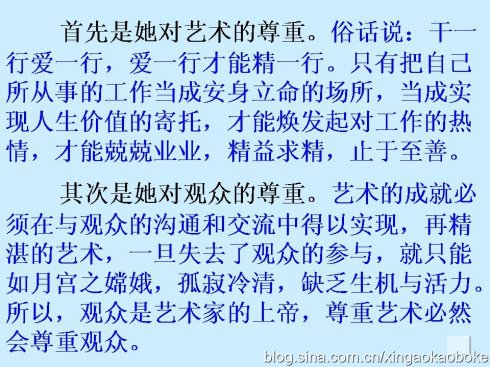 首先是她对艺术的尊重。俗话说：干一
行爱一行，爱一行才能精一行。只有把自己
所从事的工作当成安身立命的场所，当成实
现人生价值的寄托，才能焕发起对工作的热
情，才能兢兢业业，精益求精，止于至善。
其次是她对观众的尊重。艺术的成就必
须在与观众的沟通和交流中得以实现，再精
湛的艺术，一旦失去了观众的参与，就只能
如月宫之嫦娥，孤寂冷清，缺乏生机与活力。
所以，观众是艺术家的上帝，尊重艺术必然
会尊重观众。
blog.sina.com.cn/xingaokaoboke